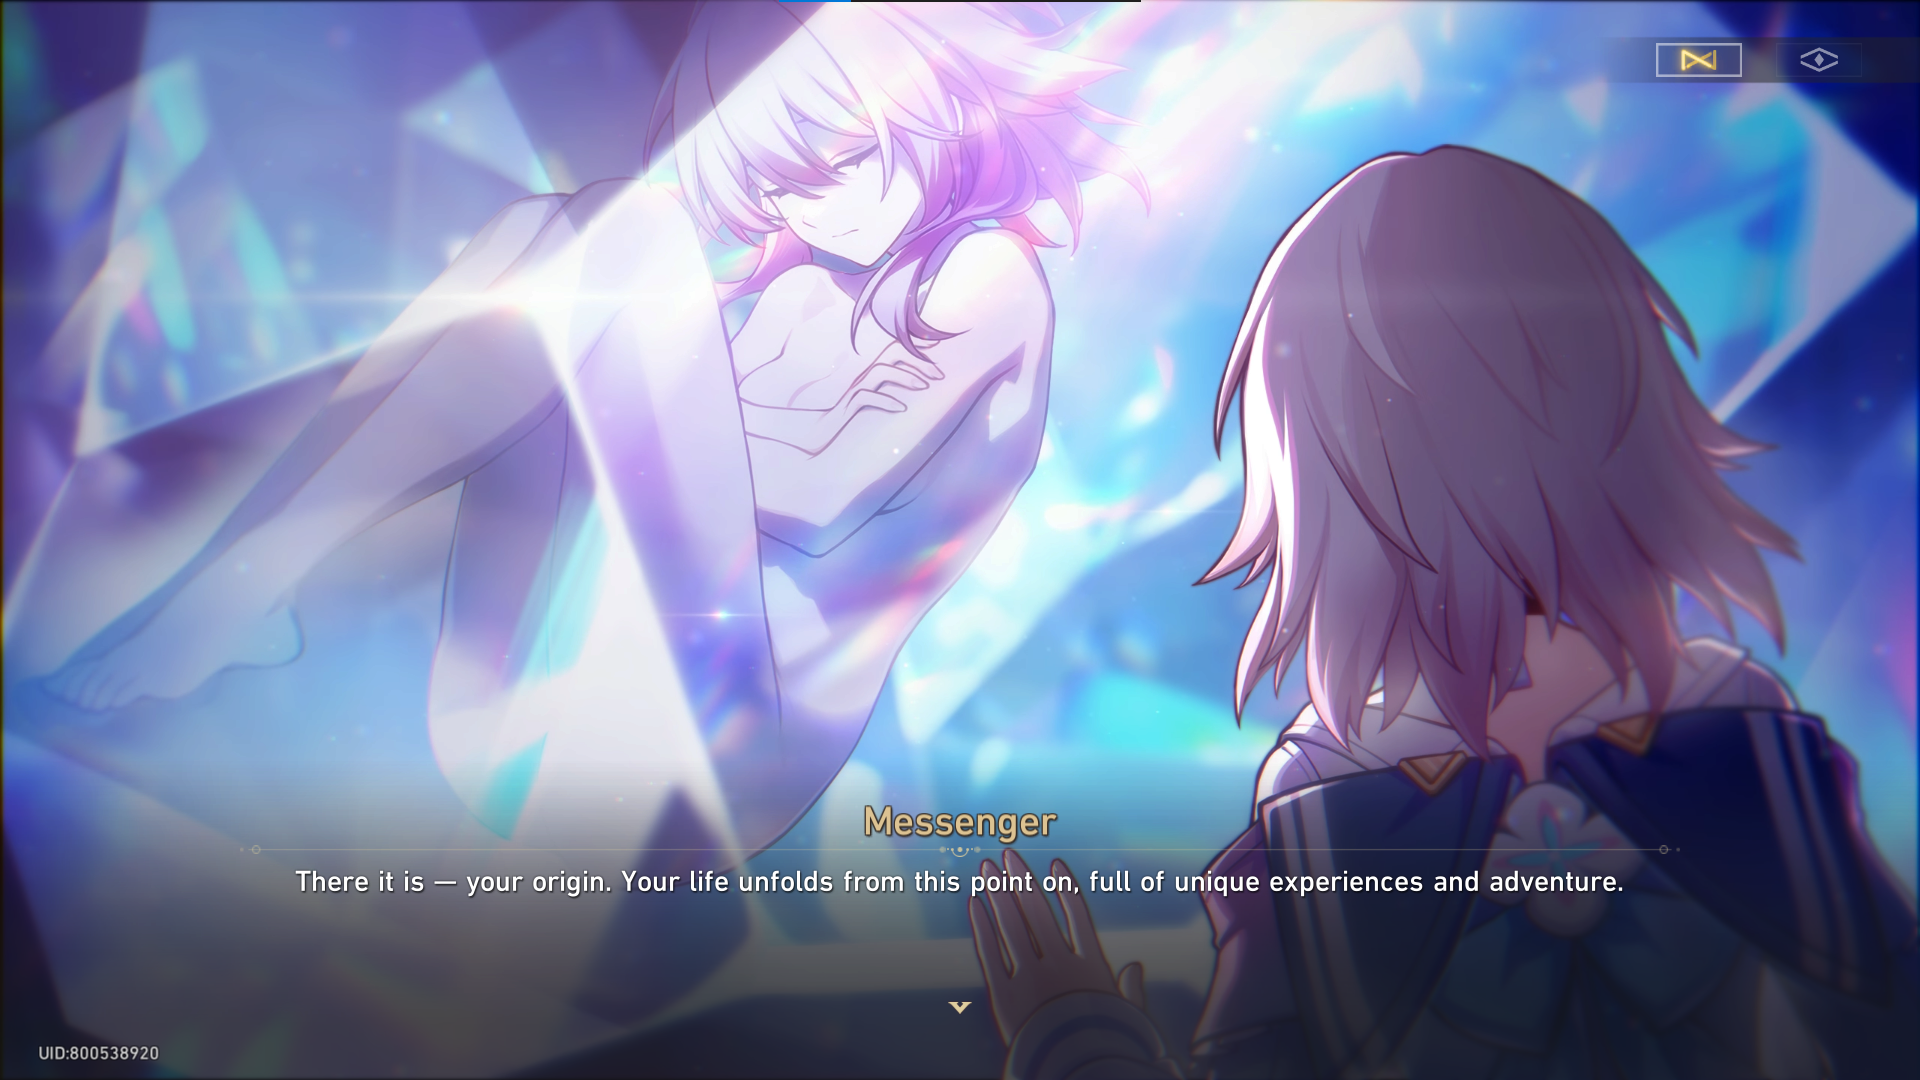 Messenger
There it is — your origin. Your life unfolds from this point on, full of unique experiences and adventure.
UID:800538920